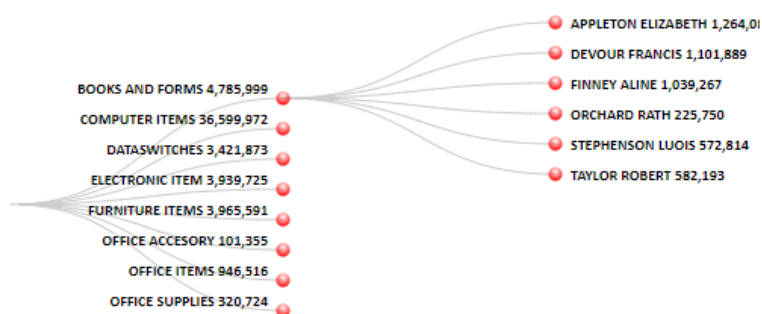 BOOKS AND FORMS 4,785,999
COMPUTER ITEMS 36,599,972
DATASWITCHES 3,421,873
ELECTRONIC ITEM 3,939,725
FURNITURE ITEMS 3,965,591
OFFICE ACCESORY 101,355
OFFICE ITEMS 946,516
OFFICE SUPPLIES 320,724
APPLETON ELIZABETH
DEVOUR FRANCIS 1,101,889
FINNEY ALINE 1,039,267
ORCHARD RATH 225,750
STEPHENSON LUOIS 572,814
TAYLOR ROBERT 582,193